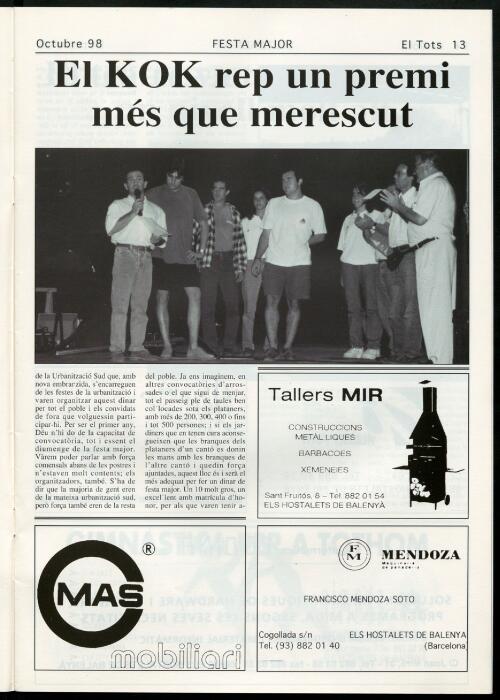 Octubre 98
FESTA MAJOR
El Tots 13
El KOK rep un premi
més que merescut
de la Urbanització Sud que, amb
nova embranzida, s'encarreguen
de les festes de la urbanització i
varen organitzar aquest dinar
per tot el poble i els convidats
de fora que volguessin parti-
cipar-hi. Per ser el primer any,
Déu n'hi do de la capacitat de
convocatòria, tot i essent el
diumenge de la festa major.
Vàrem poder parlar amb força
comensals abans de les postres i
n'estaven molt contents; els
organitzadors, també. S'ha de
dir que la majoria de gent eren
de la mateixa urbanització sud,
però força també eren de la resta
del poble. Ja ens imaginem, en
altres convocatòries d'arros-
sades o el que sigui de menjar,
tot el passeig ple de taules ben
col·locades sota els plataners,
amb més de 200, 300, 400 o fins
i tot 500 persones; i si els jar-
diners que en tenen cura aconse-
gueixen que les branques dels
plataners d'un cantó es donin
les mans amb les branques de
l'altre cantó i quedin força
ajuntades, aquest lloc és i serà el
més adequat per fer un dinar de
festa major. Un 10 molt gros, un
excel·lent amb matrícula d'ho-
nor, per als que varen tenir a-
Tallers MIR
CONSTRUCCIONS
METÀL·LIQUES
BARBACOES
XEMENEIES
Sant Fruitós, 8 - Tel. 882 01 54
ELS HOSTALETS DE BALENYÀ
MAS ®
mobiliari
FM
MENDOZA
Maquinaria
de panaderia
FRANCISCO MENDOZA SOTO
Cogollada s/n
Tel. (93) 882 01 40
ELS HOSTALETS DE BALENYA
(Barcelona)